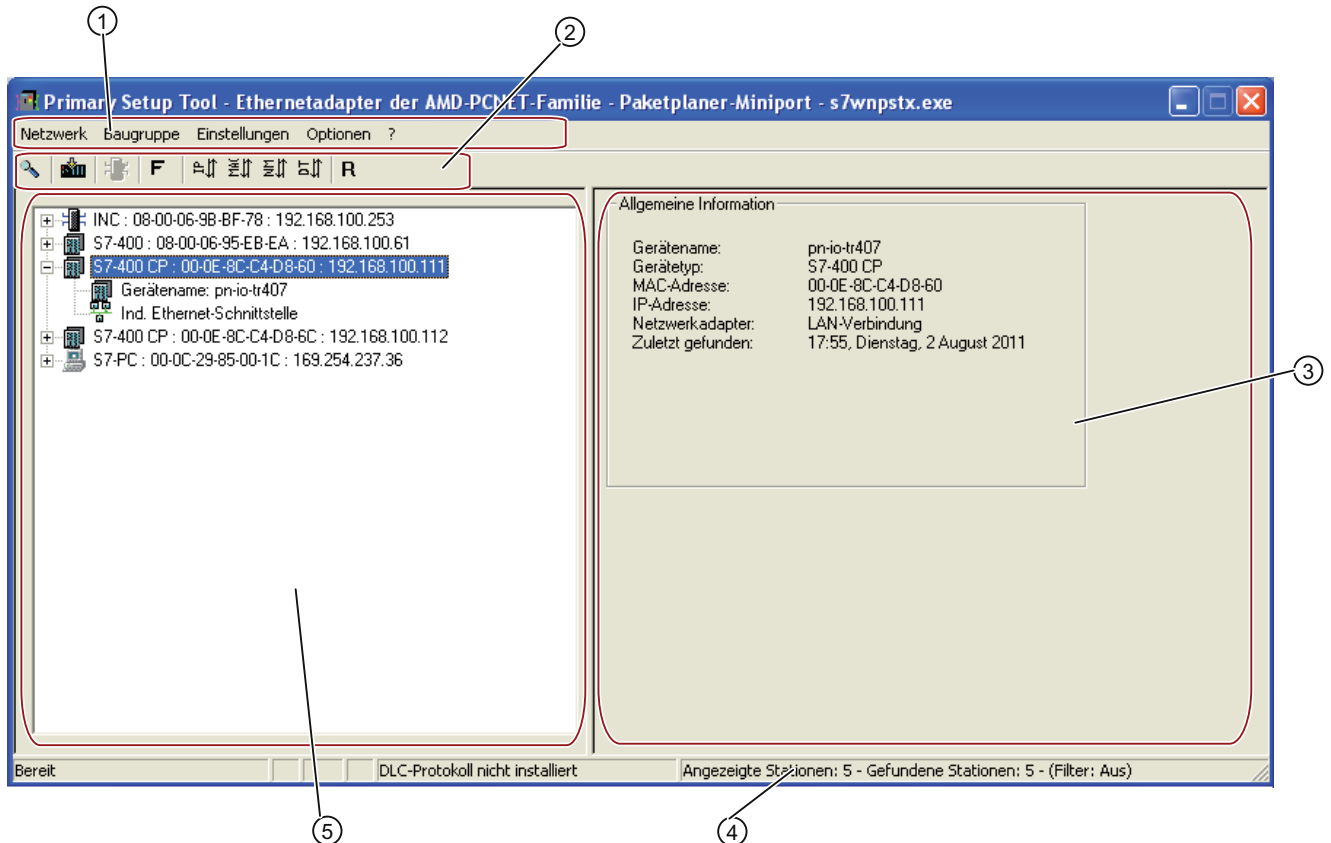 1
2
Primary Setup Tool - Ethernetadapter der AMD-PCNET-Familie - Paketplaner-Miniport - s7wnpstx.exe
Netzwerk Baugruppe Einstellungen Optionen ?
F R
INC : 08-00-06-9B-BF-78 : 192.168.100.253
S7-400 : 08-00-06-95-EB-EA : 192.168.100.61
S7-400 CP : 00-0E-8C-C4-D8-60 : 192.168.100.111
Gerätename: pn-io-tr407
Ind. Ethernet-Schnittstelle
S7-400 CP : 00-0E-8C-C4-D8-6C : 192.168.100.112
S7-PC : 00-0C-29-85-00-1C : 169.254.237.36
Allgemeine Information
Gerätename: pn-io-tr407
Gerätetyp: S7-400 CP
MAC-Adresse: 00-0E-8C-C4-D8-60
IP-Adresse: 192.168.100.111
Netzwerkadapter: LAN-Verbindung
Zuletzt gefunden: 17:55, Dienstag, 2 August 2011
3
Bereit
DLC-Protokoll nicht installiert
Angezeigte Stationen: 5 - Gefundene Stationen: 5 - (Filter: Aus)
5
4